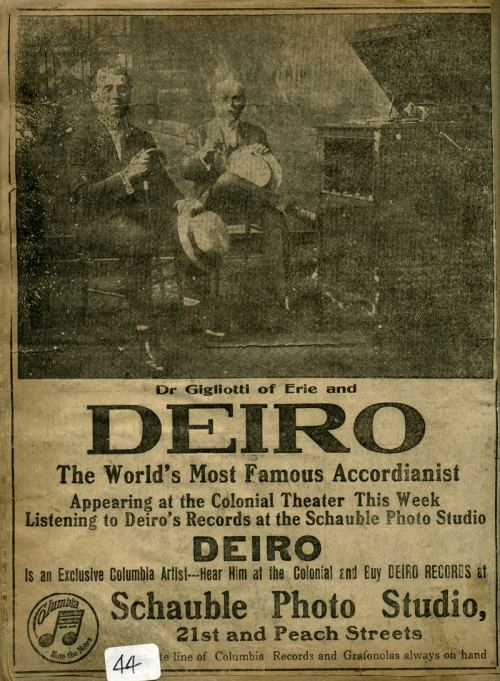 Dr Gigliotti of Erie and
DEIRO
The World's Most Famous Accordianist
Appearing at the Colonial Theater This Week
Listening to Deiro's Records at the Schauble Photo Studio
DEIRO
Is an Exclusive Columbia Artist---Hear Him at the Colonial and Buy DEIRO RECORDS at
Columbia
Note the Notes
Schauble Photo Studio,
21st and Peach Streets
44
line of Columbia Records and Grafonolas always on hand